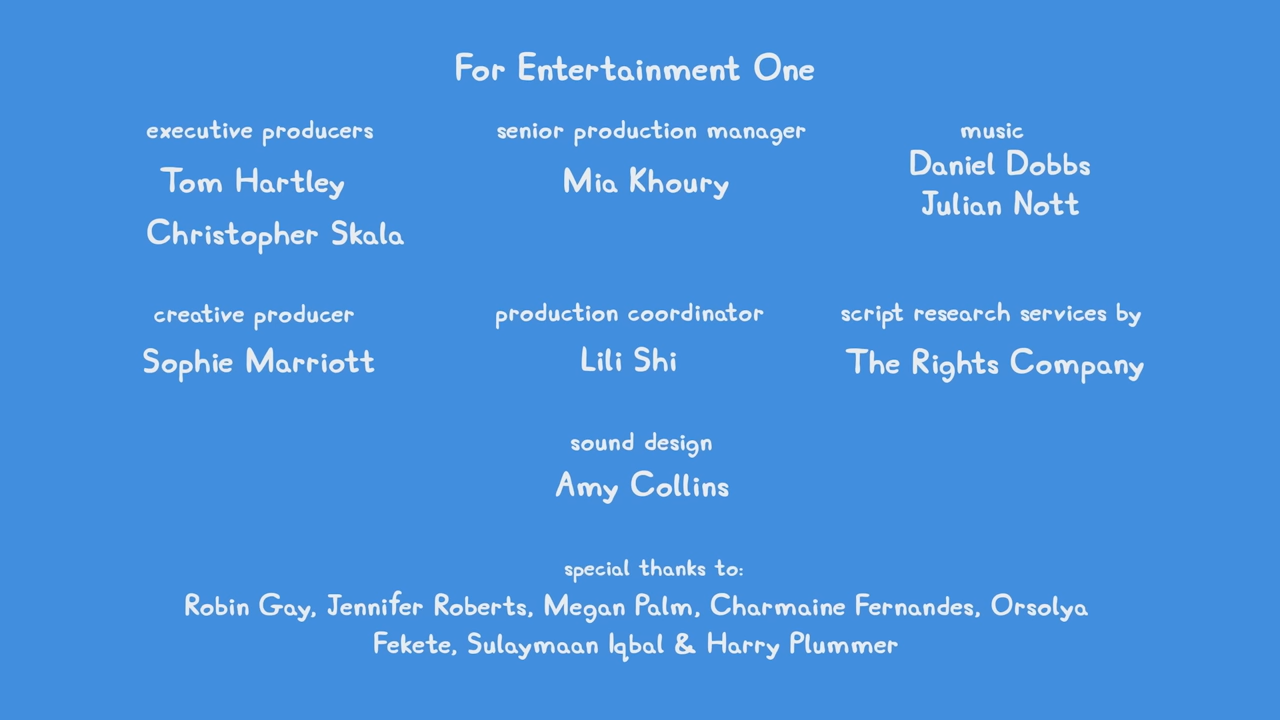 For Entertainment One
executive producers
Tom Hartley
Christopher Skala
senior production manager
Mia Khoury
music
Daniel Dobbs
Julian Nott
creative producer
Sophie Marriott
production coordinator
Lili Shi
script research services by
The Rights Company
sound design
Amy Collins
special thanks to:
Robin Gay, Jennifer Roberts, Megan Palm, Charmaine Fernandes, Orsolya
Fekete, Sulaymaan Iqbal & Harry Plummer